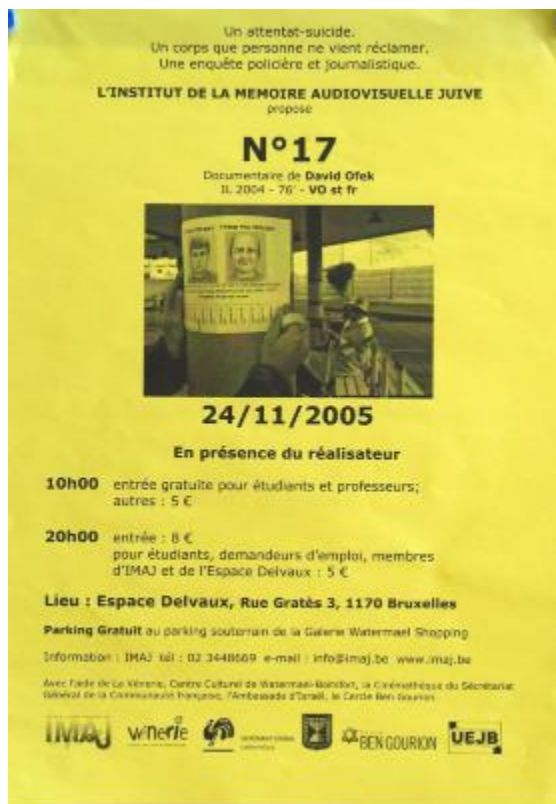 Un attentat-suicide.
Un corps que personne ne vient réclamer.
Une enquête policière et journalistique.
L'INSTITUT DE LA MEMOIRE AUDIOVISUELLE JUIVE
propose
N°17
Documentaire de David Ofek
IL 2004 - 76' - VO st fr
24/11/2005
En présence du réalisateur
10h00 entrée gratuite pour étudiants et professeurs;
autres : 5 €
20h00 entrée : 8 €
pour étudiants, demandeurs d'emploi, membres
d'IMAJ et de l'Espace Delvaux : 5 €
Lieu : Espace Delvaux, Rue Gratès 3, 1170 Bruxelles
Parking Gratuit au parking souterrain de la Galerie Watermael Shopping
Information : IMAJ tél : 02 3448669 e-mail : info@imaj.be www.imaj.be
Avec l'aide de La Vénerie, Centre Culturel de Watermael-Boitsfort, la Cinémathèque du Sécrétariat
Général de la Communauté française, l'Ambassade d'Israël, le Cercle Ben Gourion
IMAJ vénerie BEN GOURION UEJB